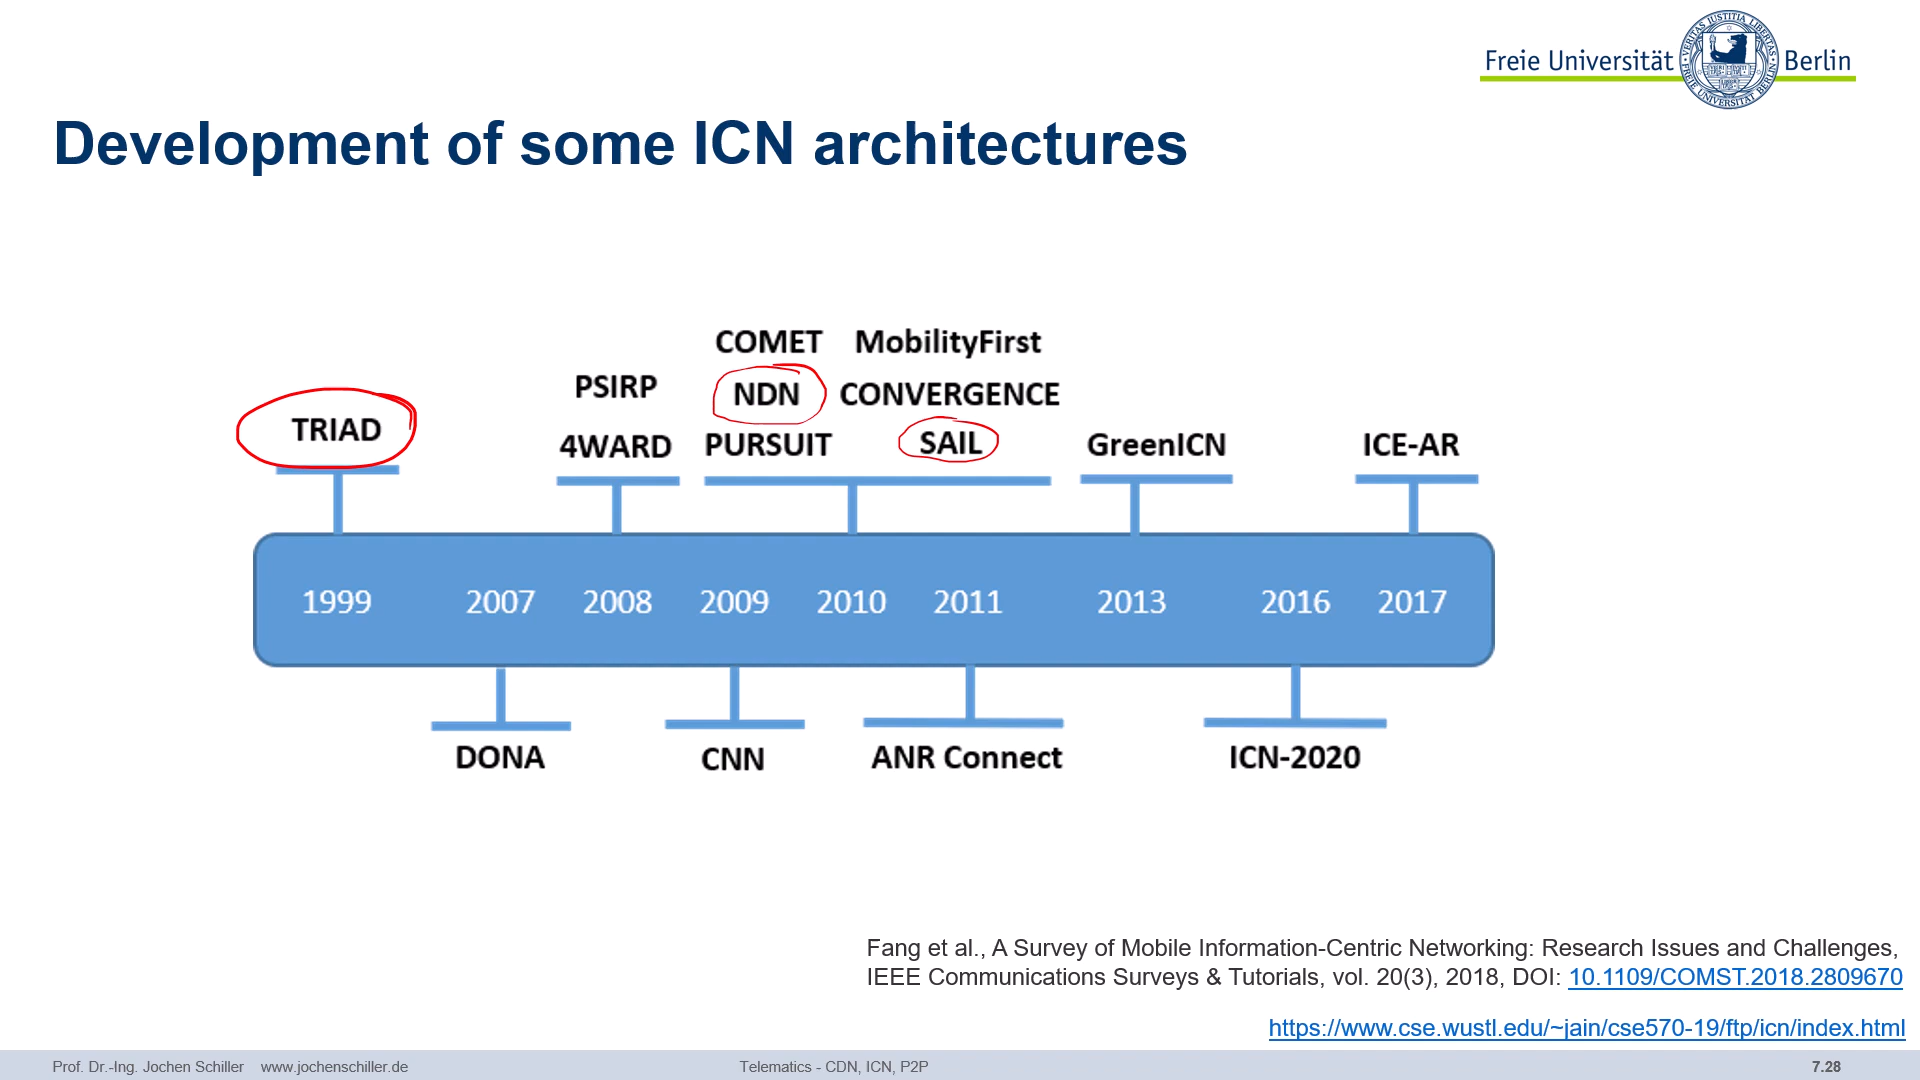 Freie Universität Berlin
Development of some ICN architectures
COMET MobilityFirst
PSIRP NDN CONVERGENCE
TRIAD 4WARD PURSUIT SAIL GreenICN ICE-AR
1999 2007 2008 2009 2010 2011 2013 2016 2017
DONA CNN ANR Connect ICN-2020
Fang et al., A Survey of Mobile Information-Centric Networking: Research Issues and Challenges,
IEEE Communications Surveys & Tutorials, vol. 20(3), 2018, DOI: 10.1109/COMST.2018.2809670
https://www.cse.wustl.edu/~jain/cse570-19/ftp/icn/index.html
Prof. Dr.-Ing. Jochen Schiller www.jochenschiller.de Telematics - CDN, ICN, P2P 7.28